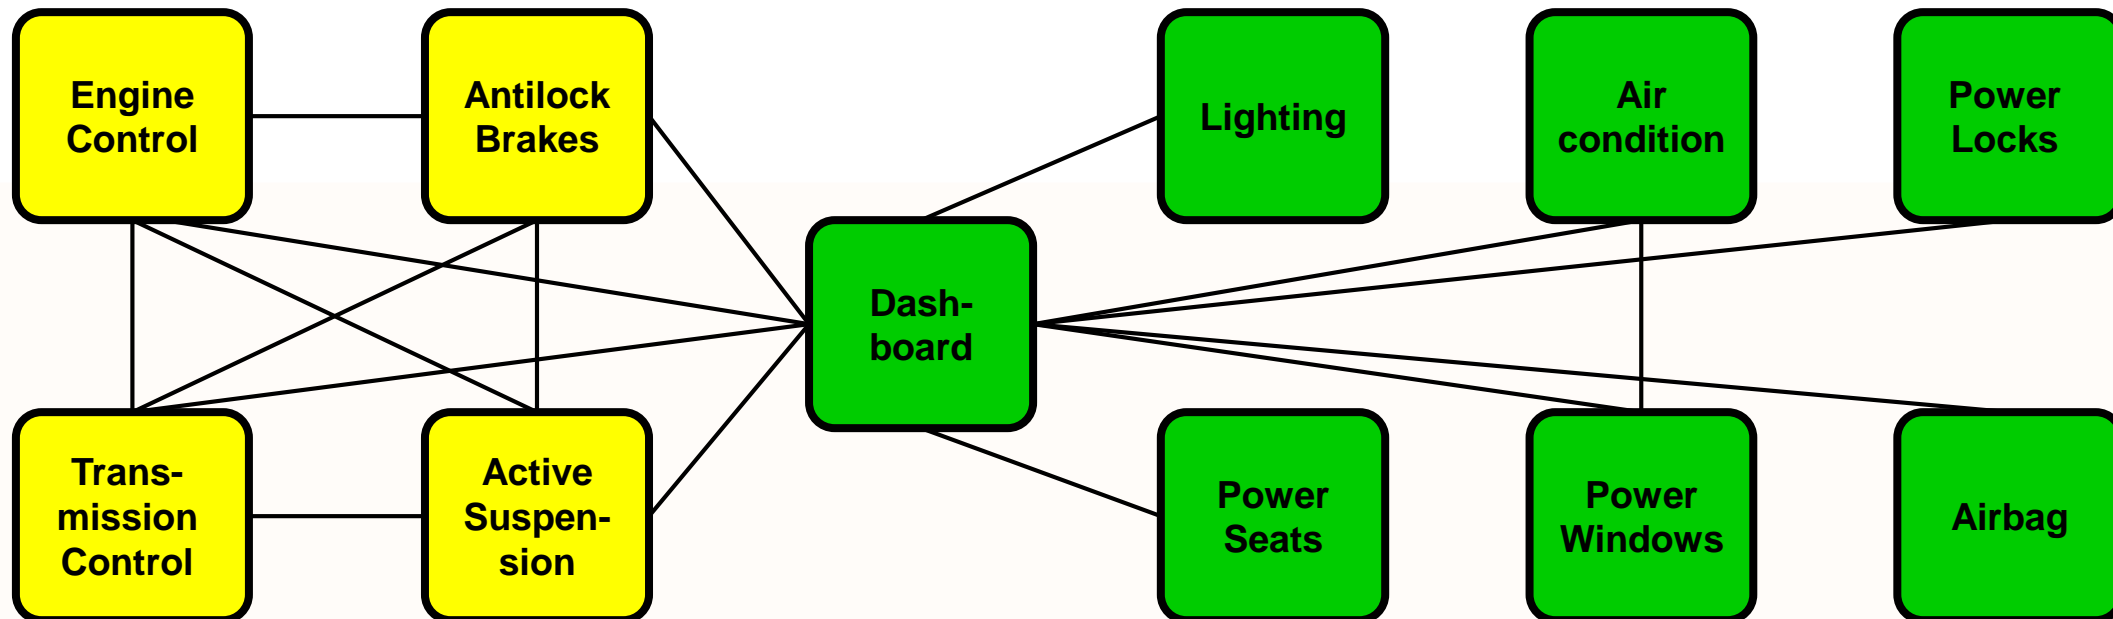 Engine
Control
Antilock
Brakes
Lighting
Air
condition
Power
Locks
Dash-
board
Trans-
mission
Control
Active
Suspen-
sion
Power
Seats
Power
Windows
Airbag